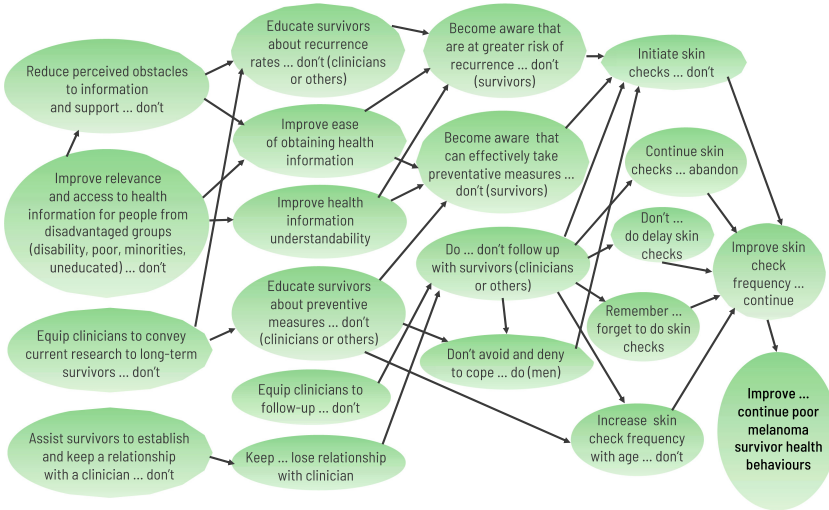 Reduce perceived obstacles
to information
and support ... don't
Improve relevance
and access to health
information for people from
disadvantaged groups
(disability, poor, minorities,
uneducated) ... don't
Equip clinicians to convey
current research to long-term
survivors ... don't
Assist survivors to establish
and keep a relationship
with a clinician ... don't
Educate survivors
about recurrence
rates ... don't (clinicians
or others)
Improve ease
of obtaining health
information
Improve health
information
understandability
Educate survivors
about preventive
measures ... don't
(clinicians or others)
Equip clinicians to
follow-up ... don't
Keep ... lose relationship
with clinician
Become aware that
are at greater risk of
recurrence ... don't
(survivors)
Become aware that
can effectively take
preventative measures ...
don't (survivors)
Do ... don't follow up
with survivors (clinicians
or others)
Don't avoid and deny
to cope ... do (men)
Initiate skin
checks ... don't
Continue skin
checks ... abandon
Don't ...
do delay skin
checks
Remember ...
forget to do skin
checks
Increase skin
check frequency
with age ... don't
Improve skin
check
frequency ...
continue
Improve ...
continue poor
melanoma
survivor health
behaviours